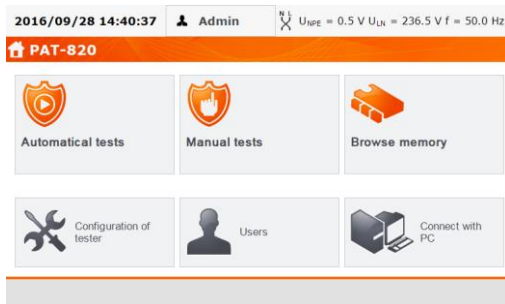 2016/09/28 14:40:37 Admin N L UNPE = 0.5 V ULN = 236.5 V f = 50.0 Hz
PAT-820
Automatical tests Manual tests Browse memory
Configuration of tester Users Connect with PC